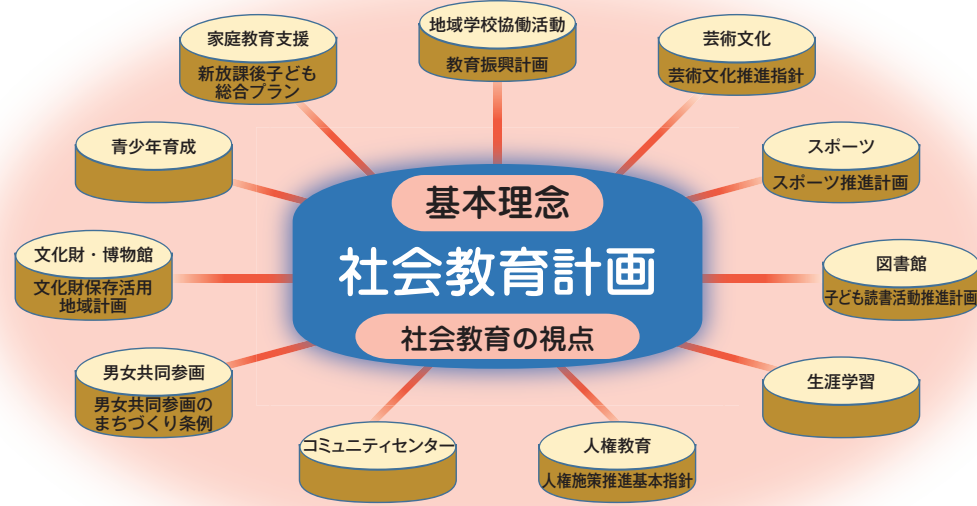 地域学校協働活動
教育振興計画
家庭教育支援
新放課後子ども
総合プラン
芸術文化
芸術文化推進指針
青少年育成
スポーツ
スポーツ推進計画
基本理念
社会教育計画
社会教育の視点
文化財・博物館
文化財保存活用
地域計画
図書館
子ども読書活動推進計画
男女共同参画
男女共同参画の
まちづくり条例
生涯学習
コミュニティセンター
人権教育
人権施策推進基本指針